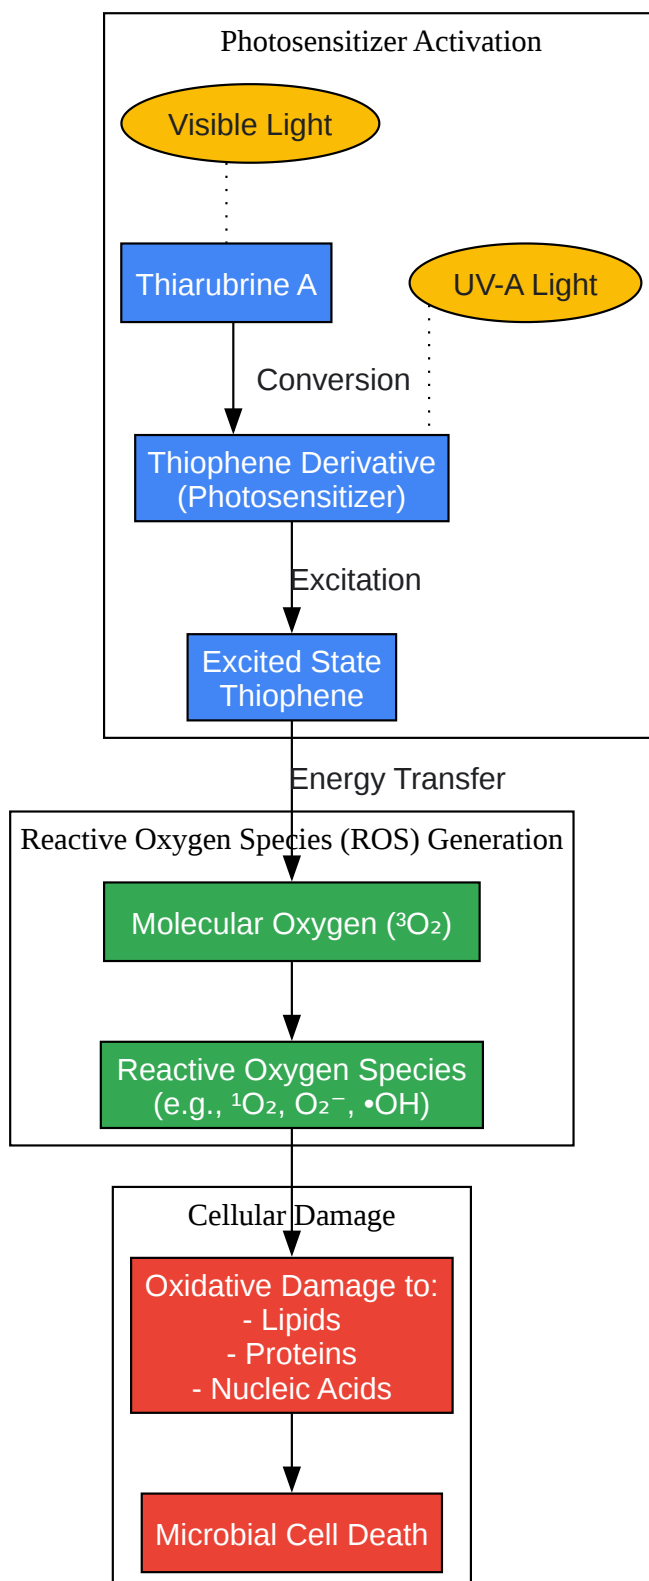 Photosensitizer Activation
Visible Light
Thiarubrine A
UV-A Light
Conversion
Thiophene Derivative
(Photosensitizer)
Excitation
Excited State
Thiophene
Energy Transfer
Reactive Oxygen Species (ROS) Generation
Molecular Oxygen (³O₂)
Reactive Oxygen Species
(e.g., ¹O₂, O₂⁻, •OH)
Cellular Damage
Oxidative Damage to:
- Lipids
- Proteins
- Nucleic Acids
Microbial Cell Death